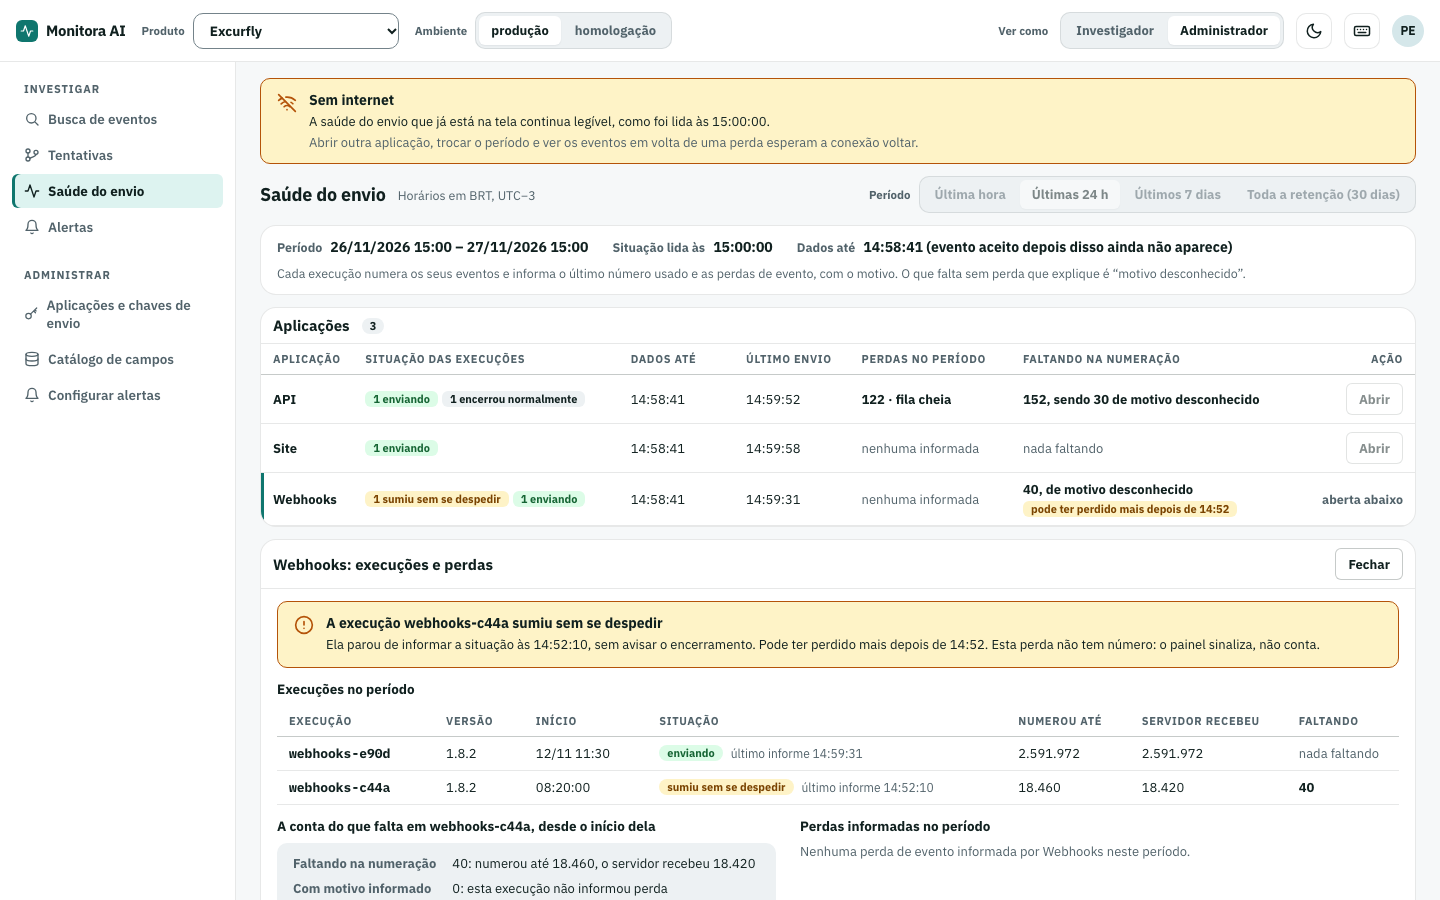 Monitora AI
Produto
Excurfly
Ambiente
produção
homologação
Ver como
Investigador
Administrador
PE
INVESTIGAR
Busca de eventos
Tentativas
Saúde do envio
Alertas
ADMINISTRAR
Aplicações e chaves de
envio
Catálogo de campos
Configurar alertas
Sem internet
A saúde do envio que já está na tela continua legível, como foi lida às 15:00:00.
Abrir outra aplicação, trocar o período e ver os eventos em volta de uma perda esperam a conexão voltar.
Saúde do envio
Horários em BRT, UTC−3
Período
Última hora
Últimas 24 h
Últimos 7 dias
Toda a retenção (30 dias)
Período 26/11/2026 15:00 – 27/11/2026 15:00 Situação lida às 15:00:00 Dados até 14:58:41 (evento aceito depois disso ainda não aparece)
Cada execução numera os seus eventos e informa o último número usado e as perdas de evento, com o motivo. O que falta sem perda que explique é “motivo desconhecido”.
Aplicações 3
APLICAÇÃO SITUAÇÃO DAS EXECUÇÕES DADOS ATÉ ÚLTIMO ENVIO PERDAS NO PERÍODO FALTANDO NA NUMERAÇÃO AÇÃO
API 1 enviando 1 encerrou normalmente 14:58:41 14:59:52 122 · fila cheia 152, sendo 30 de motivo desconhecido Abrir
Site 1 enviando 14:58:41 14:59:58 nenhuma informada nada faltando Abrir
Webhooks 1 sumiu sem se despedir 1 enviando 14:58:41 14:59:31 nenhuma informada 40, de motivo desconhecido
pode ter perdido mais depois de 14:52
aberta abaixo
Webhooks: execuções e perdas
Fechar
A execução webhooks-c44a sumiu sem se despedir
Ela parou de informar a situação às 14:52:10, sem avisar o encerramento. Pode ter perdido mais depois de 14:52. Esta perda não tem número: o painel sinaliza, não conta.
Execuções no período
EXECUÇÃO VERSÃO INÍCIO SITUAÇÃO NUMEROU ATÉ SERVIDOR RECEBEU FALTANDO
webhooks-e90d 1.8.2 12/11 11:30 enviando último informe 14:59:31 2.591.972 2.591.972 nada faltando
webhooks-c44a 1.8.2 08:20:00 sumiu sem se despedir último informe 14:52:10 18.460 18.420 40
A conta do que falta em webhooks-c44a, desde o início dela
Faltando na numeração 40: numerou até 18.460, o servidor recebeu 18.420
Com motivo informado 0: esta execução não informou perda
Perdas informadas no período
Nenhuma perda de evento informada por Webhooks neste período.